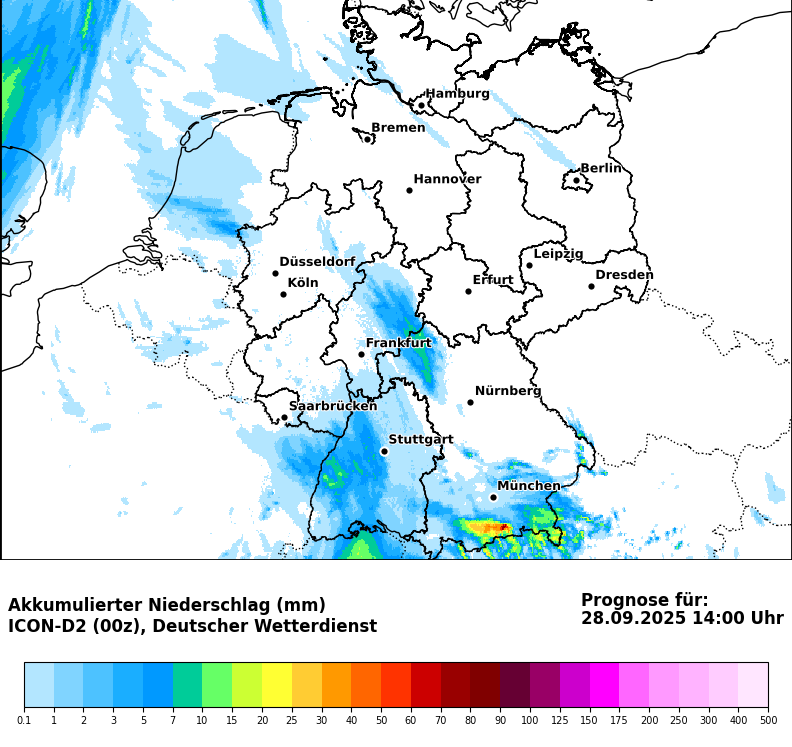 Hamburg
Bremen
Berlin
Hannover
Leipzig
Düsseldorf
Dresden
Köln
Erfurt
Frankfurt
Nürnberg
Saarbrücken
Stuttgart
München
Akkumulierter Niederschlag (mm)
ICON-D2 (00z), Deutscher Wetterdienst
Prognose für:
28.09.2025 14:00 Uhr
0.1 1 2 3 5 7 10 15 20 25 30 40 50 60 70 80 90 100 125 150 175 200 250 300 400 500